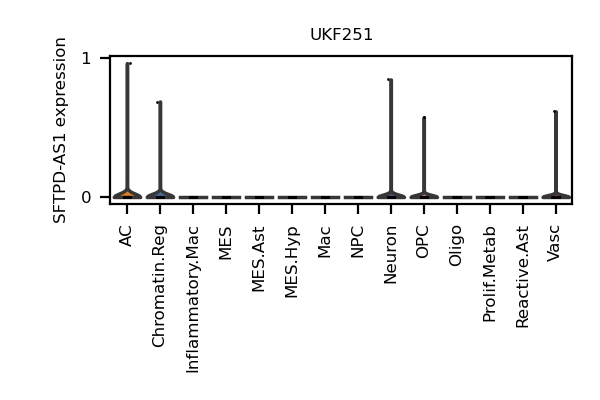 UKF251
SFTPD-AS1 expression
1
0
AC
Chromatin.Reg
Inflammatory.Mac
MES
MES.Ast
MES.Hyp
Mac
NPC
Neuron
OPC
Oligo
Prolif.Metab
Reactive.Ast
Vasc